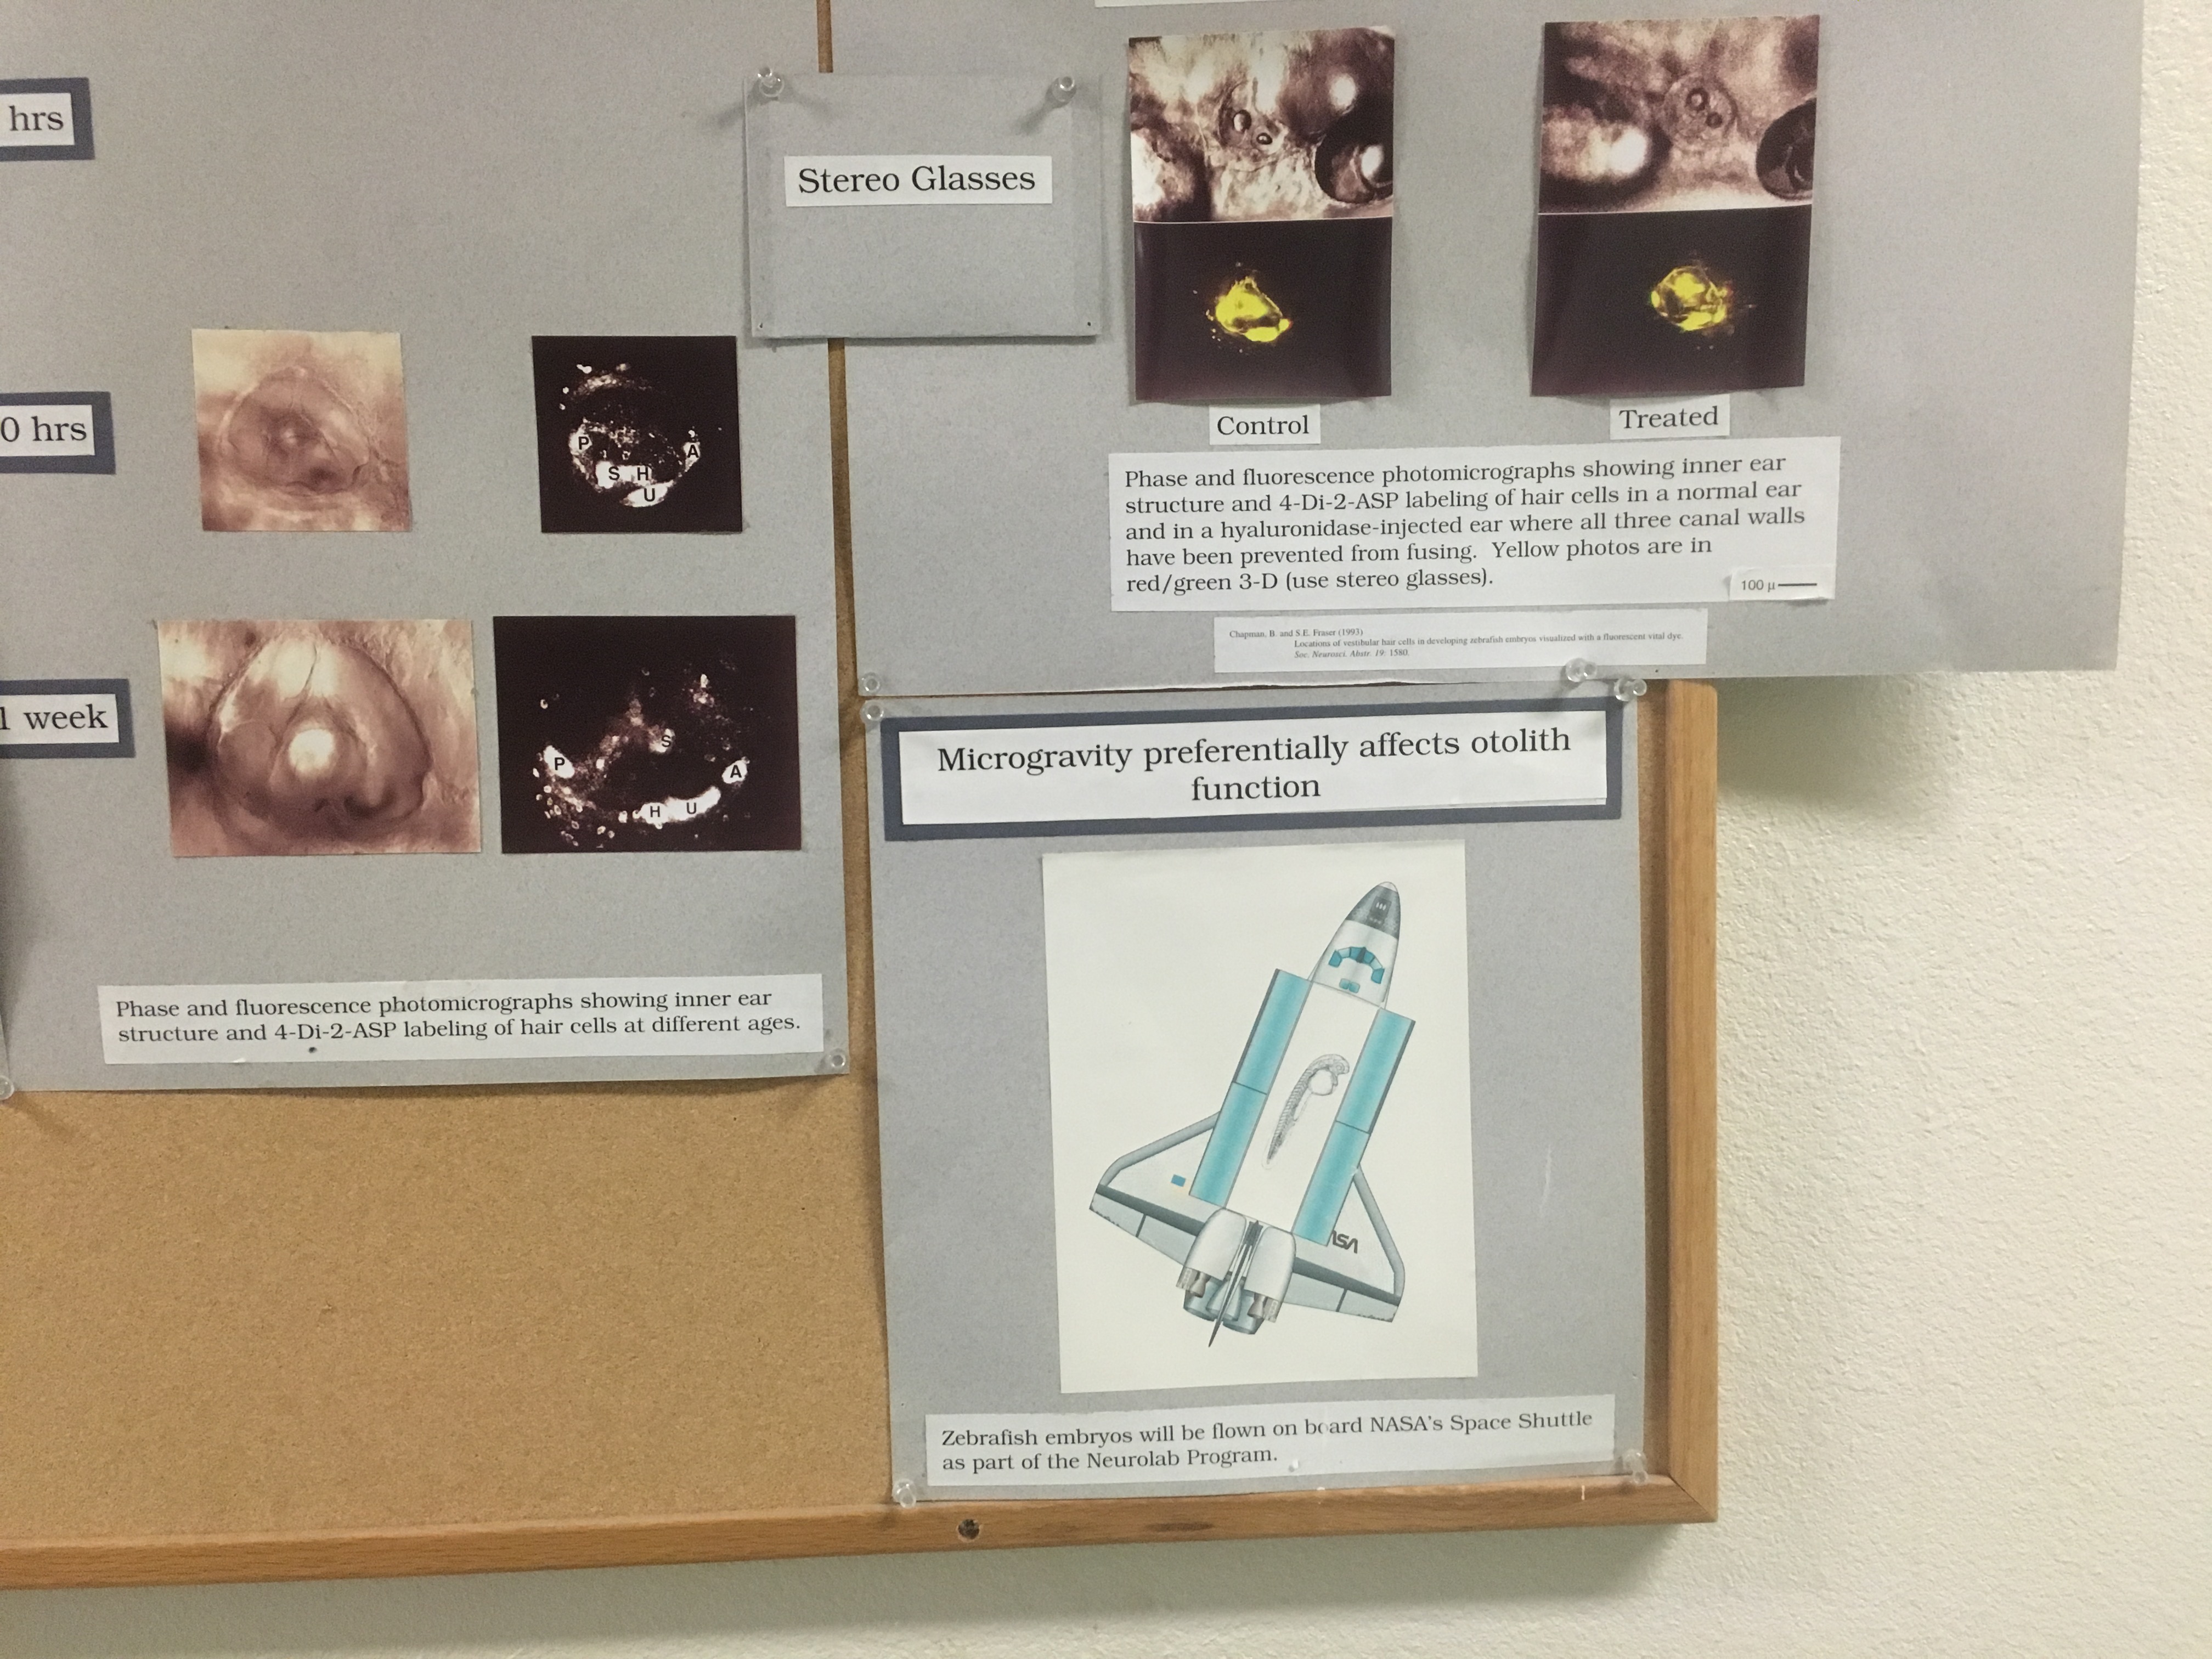 hrs
0 hrs
1 week
P
A
S H
U
S
P
A
H U
Phase and fluorescence photomicrographs showing inner ear
structure and 4-Di-2-ASP labeling of hair cells at different ages.
Stereo Glasses
Control
Treated
Phase and fluorescence photomicrographs showing inner ear
structure and 4-Di-2-ASP labeling of hair cells in a normal ear
and in a hyaluronidase-injected ear where all three canal walls
have been prevented from fusing. Yellow photos are in
red/green 3-D (use stereo glasses).
100 μ
Chapman, B. and S.E. Fraser (1993)
Locations of vestibular hair cells in developing zebrafish embryos visualized with a fluorescent vital dye.
Soc. Neurosci. Abstr. 19: 1580.
Microgravity preferentially affects otolith
function
ASA
Zebrafish embryos will be flown on board NASA's Space Shuttle
as part of the Neurolab Program.